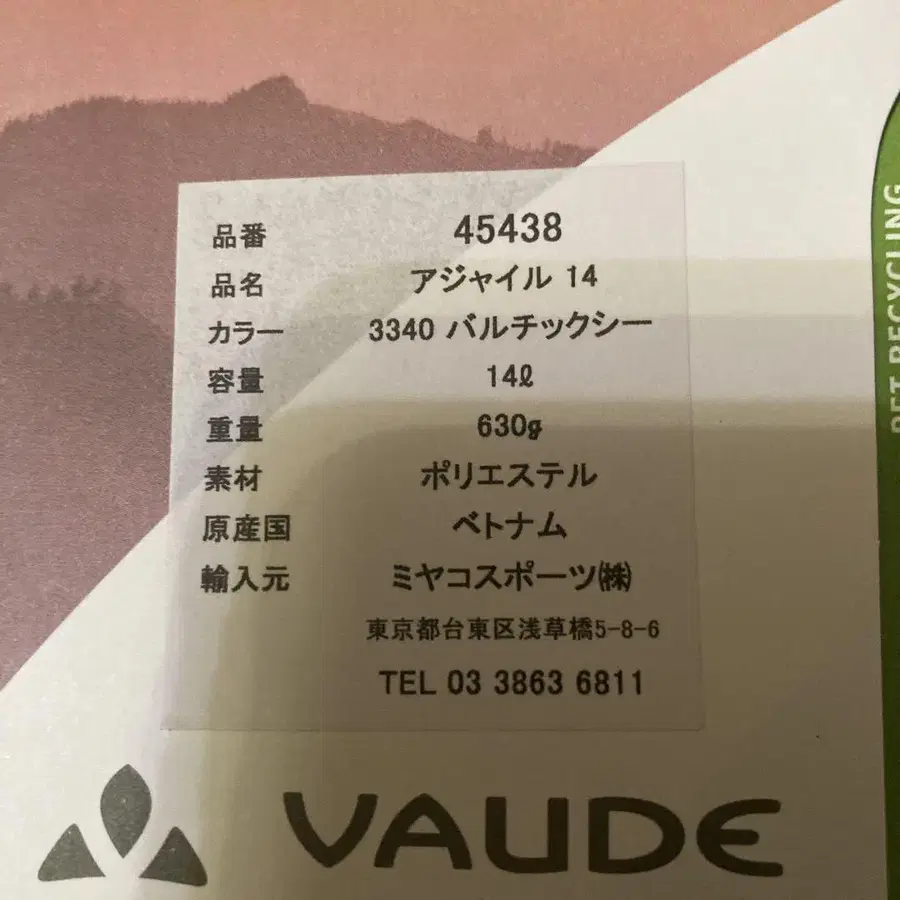 品番 45438
品名 アジャイル 14
カラー 3340 バルチックシー
容量 14ℓ
重量 630g
素材 ポリエステル
原産国 ベトナム
輸入元 ミヤコスポーツ㈱
東京都台東区浅草橋5-8-6
TEL 03 3863 6811
VAUDE
PET RECYCLING